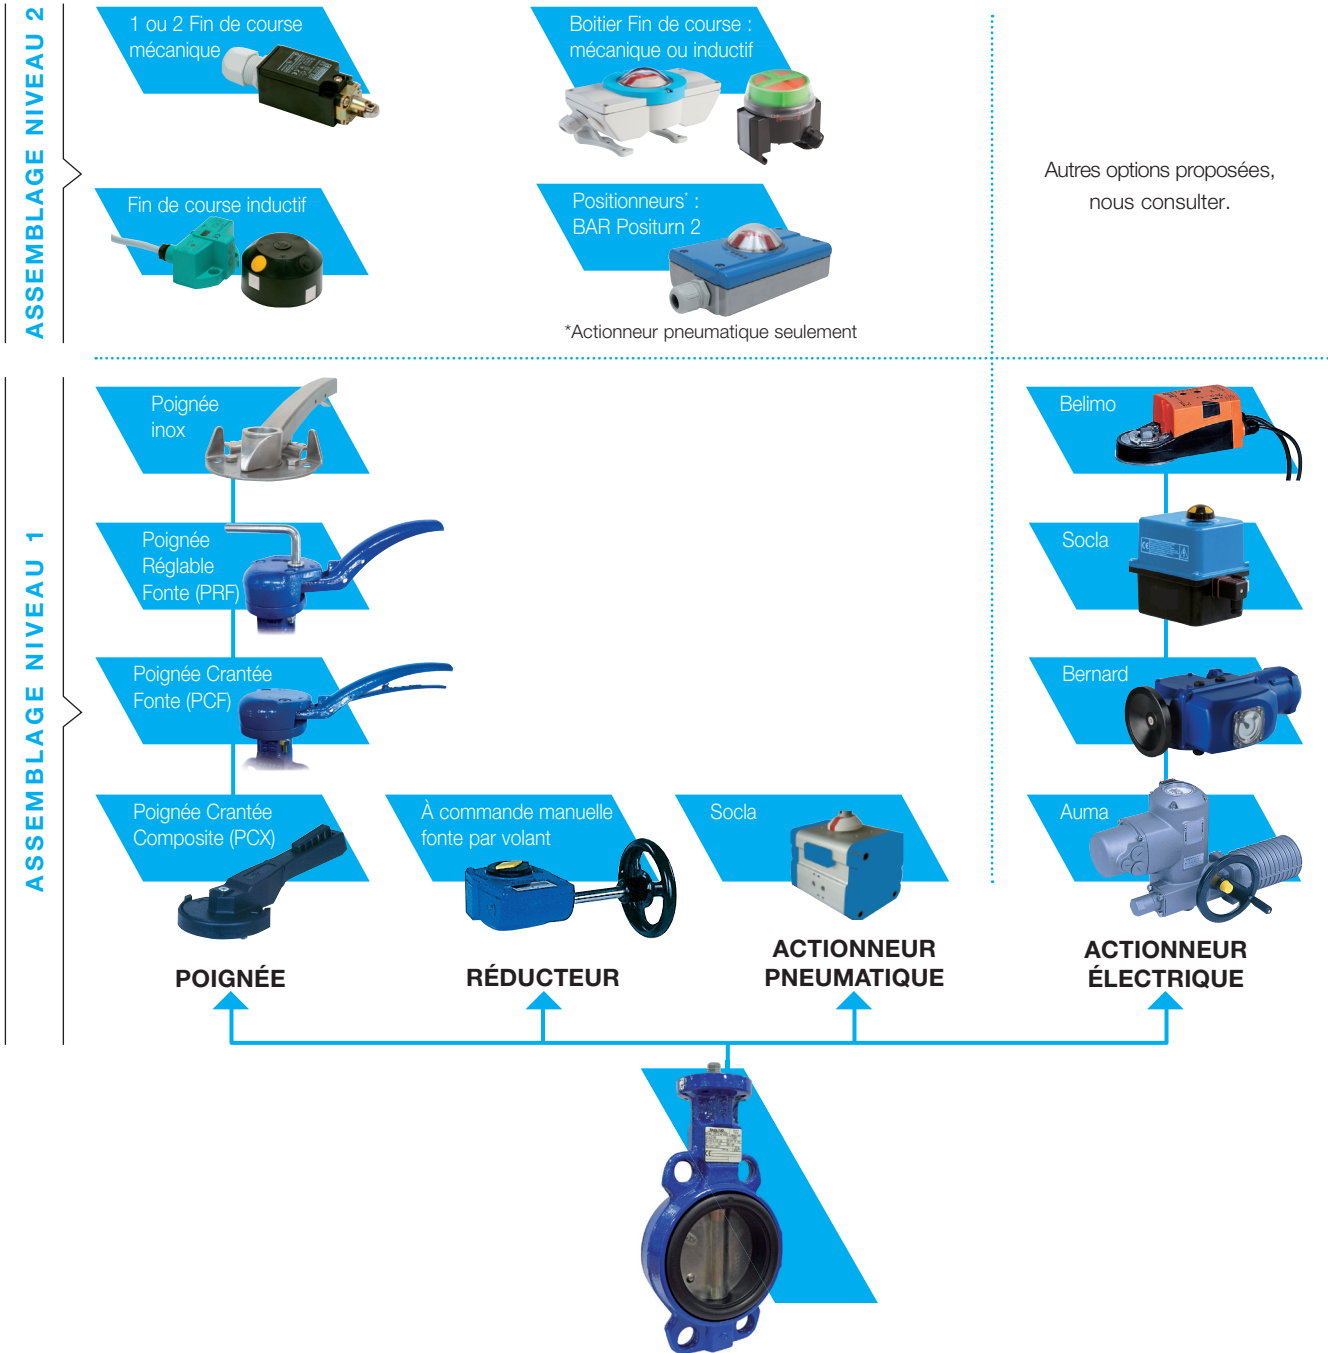 ASSEMBLAGE NIVEAU 2
1 ou 2 Fin de course
mécanique
Boitier Fin de course :
mécanique ou inductif
Fin de course inductif
Positionneurs* :
BAR Positurn 2
*Actionneur pneumatique seulement
Autres options proposées,
nous consulter.
ASSEMBLAGE NIVEAU 1
Poignée
inox
Poignée
Réglable
Fonte (PRF)
Poignée Crantée
Fonte (PCF)
Poignée Crantée
Composite (PCX)
À commande manuelle
fonte par volant
Socla
Belimo
Socla
Bernard
Auma
POIGNÉE
RÉDUCTEUR
ACTIONNEUR
PNEUMATIQUE
ACTIONNEUR
ÉLECTRIQUE